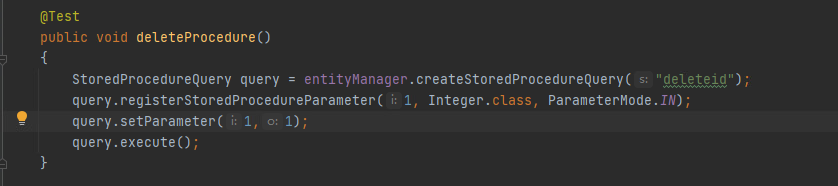 @Test
public void deleteProcedure()
{
StoredProcedureQuery query = entityManager.createStoredProcedureQuery( s: "deleteid");
query.registerStoredProcedureParameter( i: 1, Integer.class, ParameterMode.IN);
query.setParameter( i: 1, o: 1);
query.execute();
}